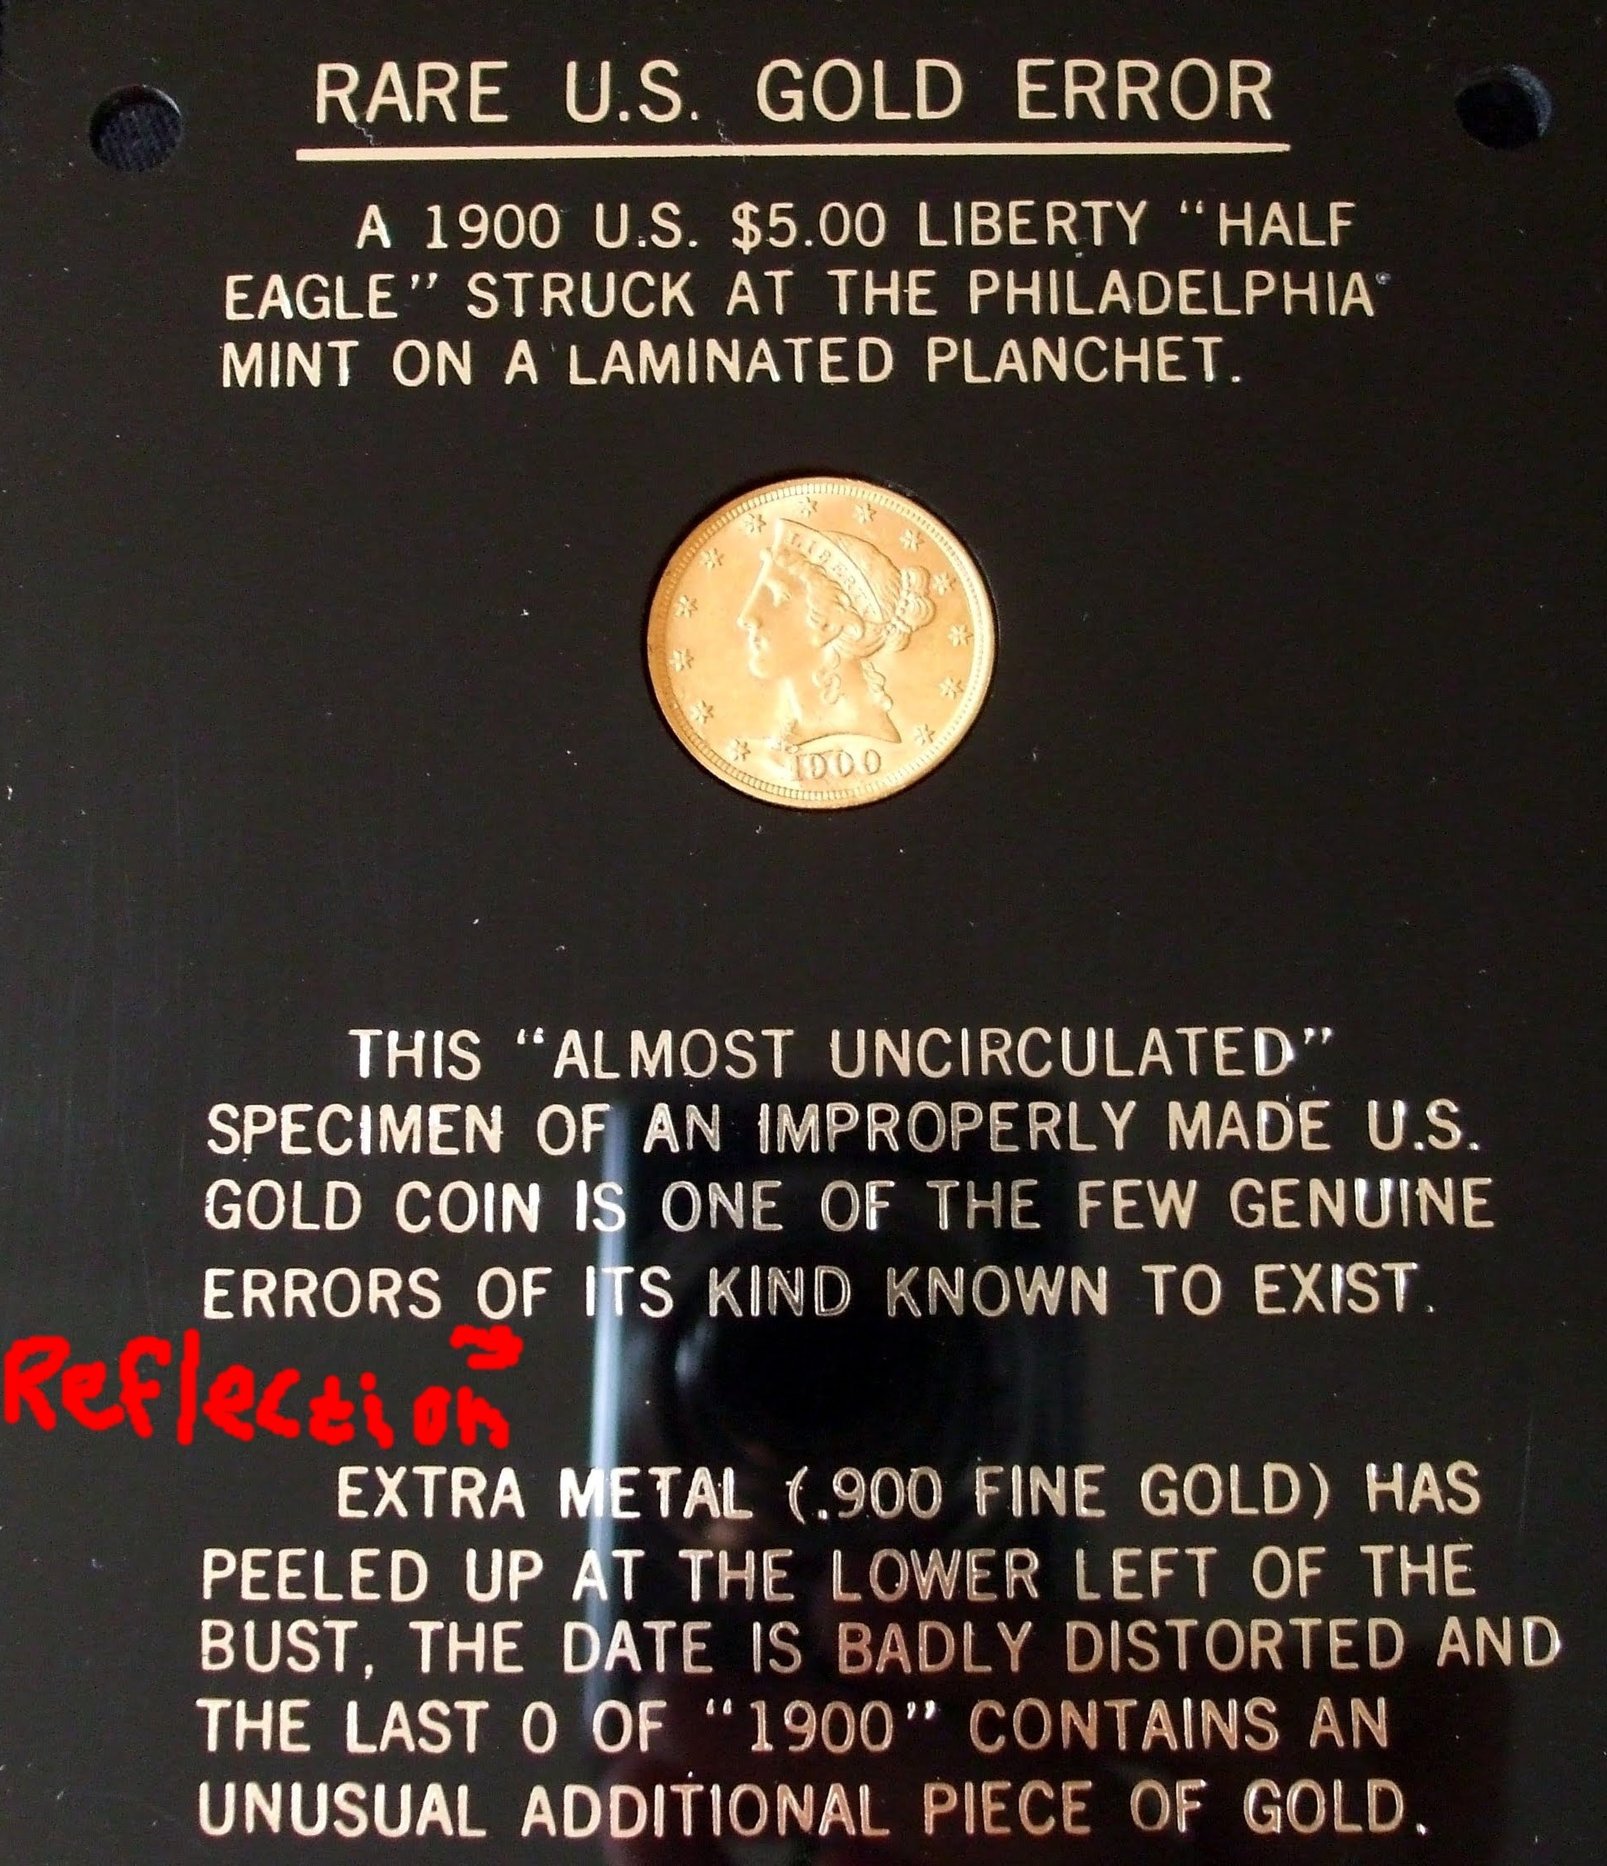 RARE U.S. GOLD ERROR
A 1900 U.S. $5.00 LIBERTY “HALF
EAGLE” STRUCK AT THE PHILADELPHIA
MINT ON A LAMINATED PLANCHET.
LIBERTY
1900
THIS “ALMOST UNCIRCULATED”
SPECIMEN OF AN IMPROPERLY MADE U.S.
GOLD COIN IS ONE OF THE FEW GENUINE
ERRORS OF ITS KIND KNOWN TO EXIST.
Reflection
EXTRA METAL (.900 FINE GOLD) HAS
PEELED UP AT THE LOWER LEFT OF THE
BUST, THE DATE IS BADLY DISTORTED AND
THE LAST 0 OF “1900” CONTAINS AN
UNUSUAL ADDITIONAL PIECE OF GOLD.